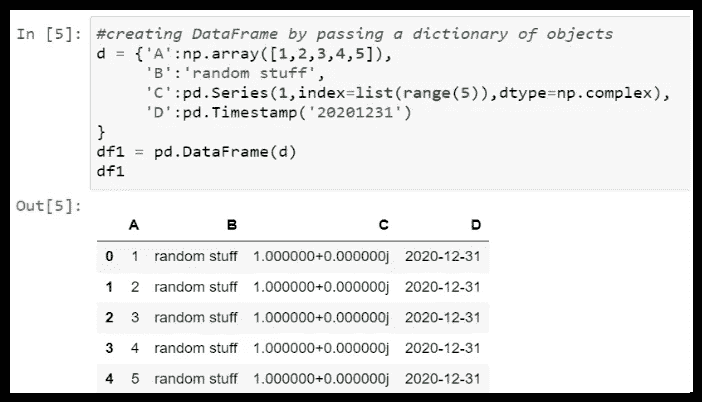 In [5]: #creating DataFrame by passing a dictionary of objects
d = {'A':np.array([1,2,3,4,5]),
'B':'random stuff',
'C':pd.Series(1,index=list(range(5)),dtype=np.complex),
'D':pd.Timestamp('20201231')
}
df1 = pd.DataFrame(d)
df1
Out[5]:
A B C D
0 1 random stuff 1.000000+0.000000j 2020-12-31
1 2 random stuff 1.000000+0.000000j 2020-12-31
2 3 random stuff 1.000000+0.000000j 2020-12-31
3 4 random stuff 1.000000+0.000000j 2020-12-31
4 5 random stuff 1.000000+0.000000j 2020-12-31